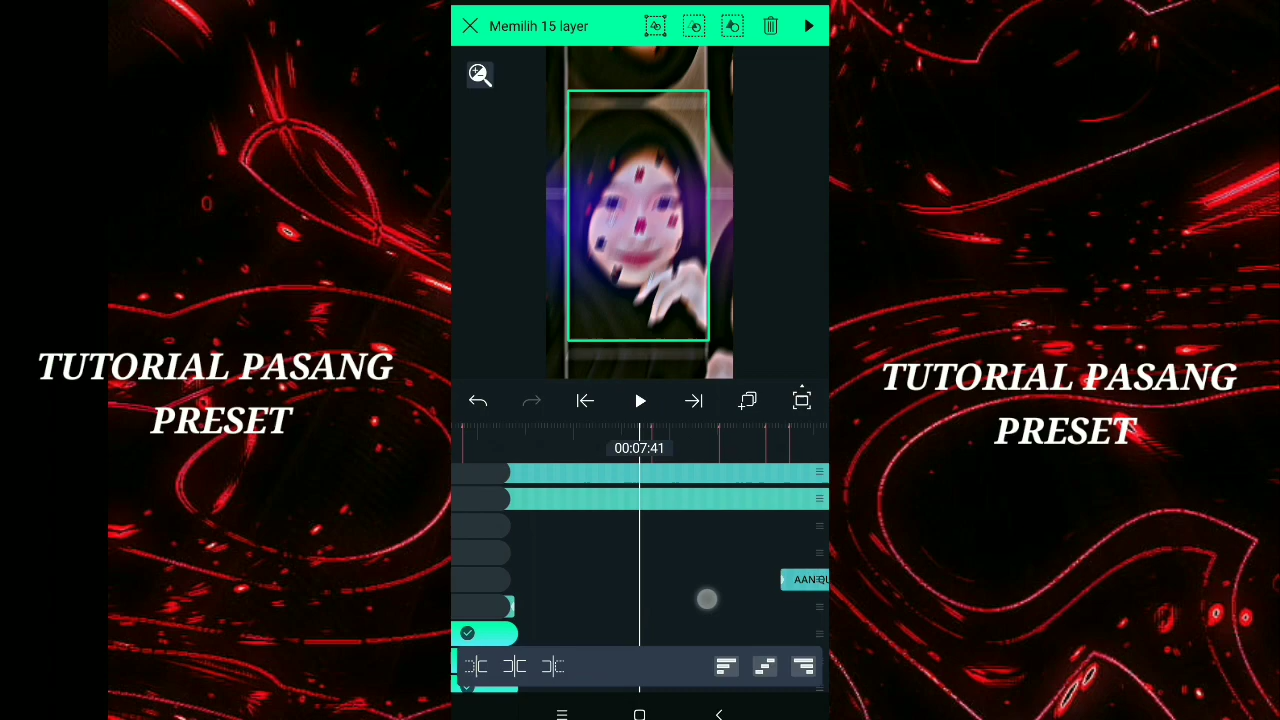 Memilih 15 layer
TUTORIAL PASANG
PRESET
TUTORIAL PASANG
PRESET
00:07:41